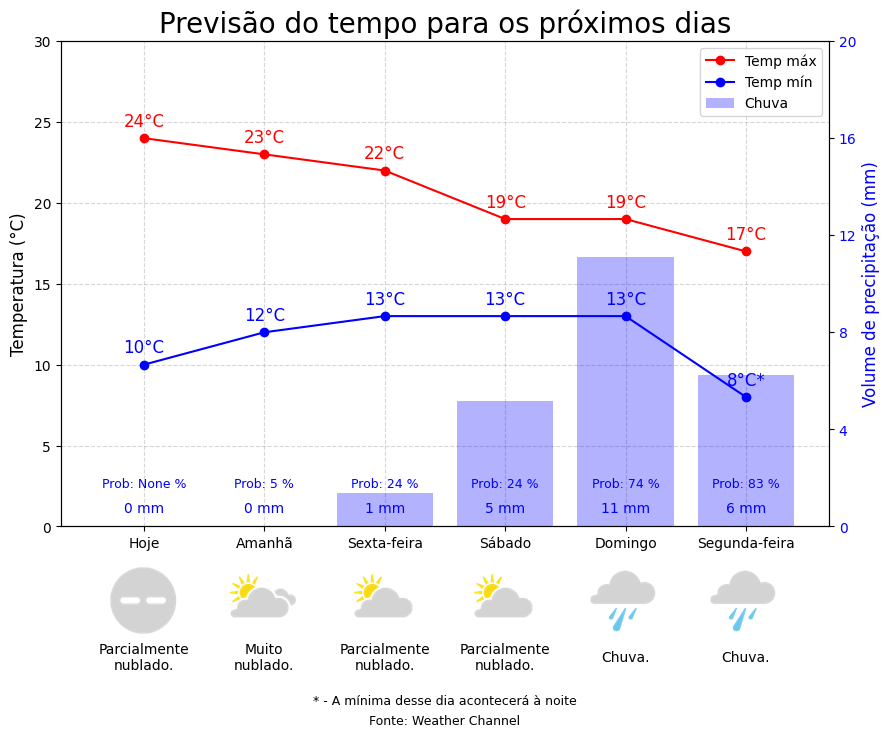 Previsão do tempo para os próximos dias
Temp máx
Temp mín
Chuva
Temperatura (°C)
30
25
20
15
10
5
0
Volume de precipitação (mm)
20
16
12
8
4
0
24°C
23°C
22°C
19°C
19°C
17°C
10°C
12°C
13°C
13°C
13°C
8°C*
Prob: None %
Prob: 5 %
Prob: 24 %
Prob: 24 %
Prob: 74 %
Prob: 83 %
0 mm
0 mm
1 mm
5 mm
11 mm
6 mm
Hoje
Amanhã
Sexta-feira
Sábado
Domingo
Segunda-feira
Parcialmente
nublado.
Muito
nublado.
Parcialmente
nublado.
Parcialmente
nublado.
Chuva.
Chuva.
* - A mínima desse dia acontecerá à noite
Fonte: Weather Channel